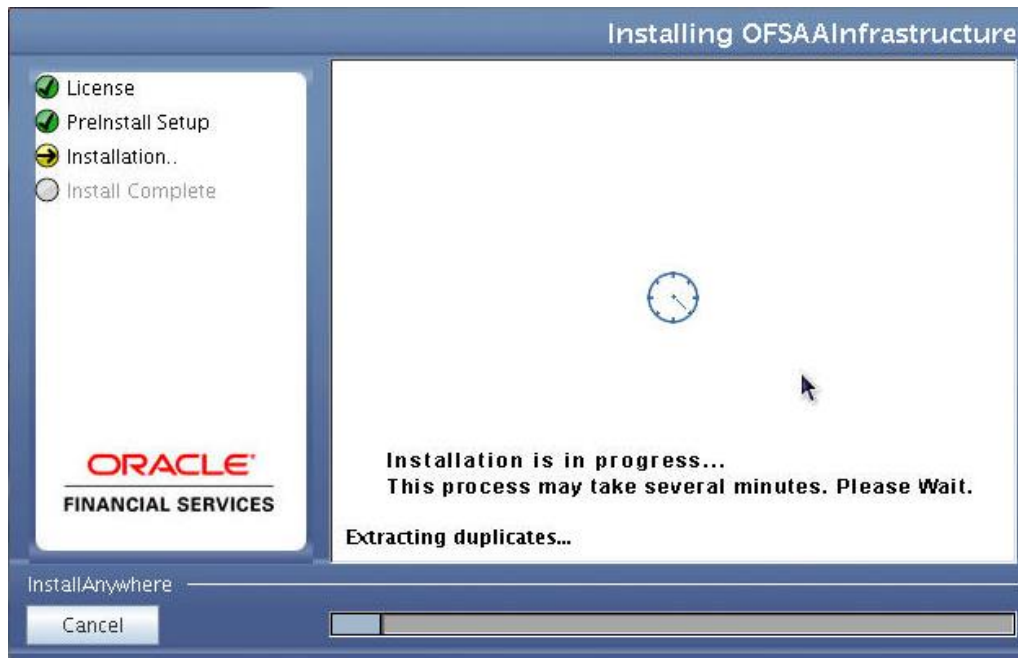 Installing OFSAAInfrastructure
License
PreInstall Setup
Installation..
Install Complete
ORACLE
FINANCIAL SERVICES
Installation is in progress...
This process may take several minutes. Please Wait.
Extracting duplicates...
InstallAnywhere
Cancel